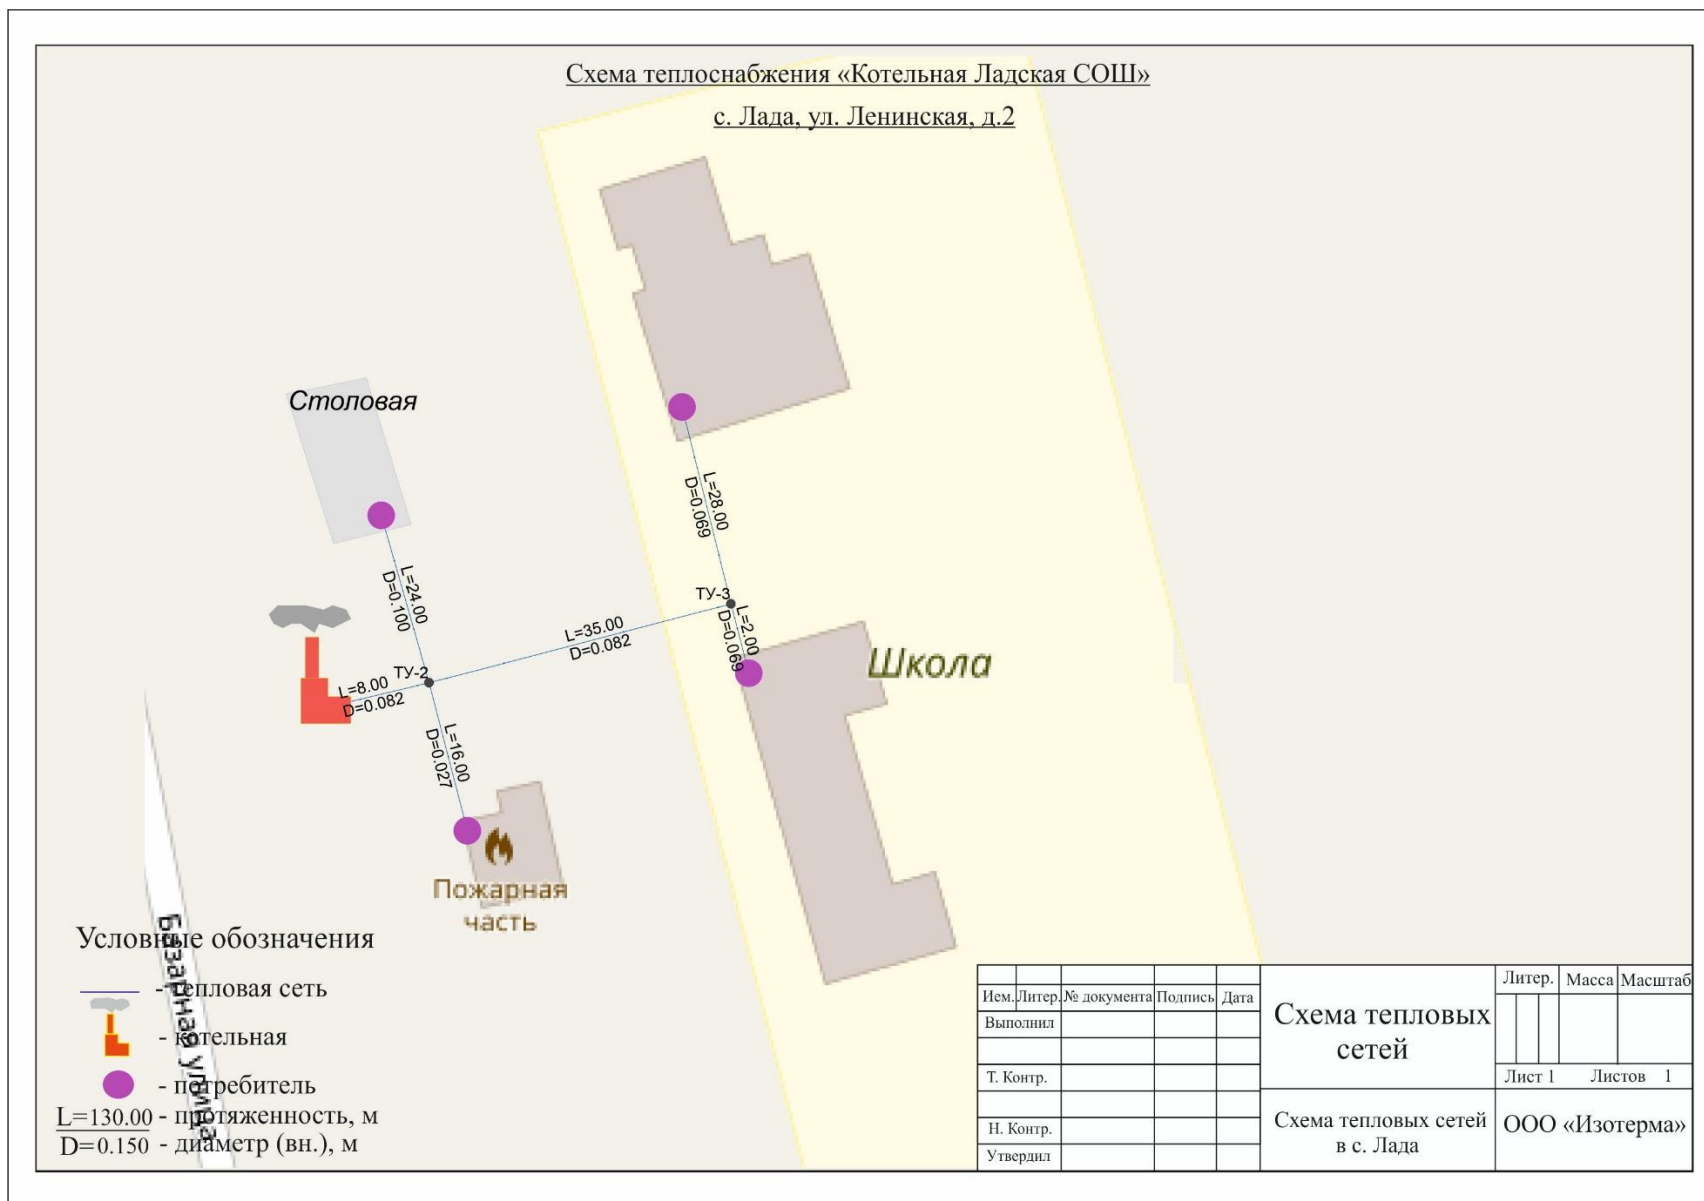 Схема теплоснабжения «Котельная Ладская СОШ»
с. Лада, ул. Ленинская, д.2
Столовая
L=28.00
D=0.069
L=24.00
D=0.100
ТУ-3
L=2.00
D=0.069
L=35.00
D=0.082
Школа
ТУ-2
L=8.00
D=0.082
L=16.00
D=0.027
Пожарная
часть
Базарная улица
Условные обозначения
- тепловая сеть
- котельная
- потребитель
L=130.00 - протяженность, м
D=0.150 - диаметр (вн.), м
Ием. Литер. № документа Подпись Дата
Выполнил
Т. Контр.
Н. Контр.
Утвердил
Схема тепловых
сетей
Литер. Масса Масштаб
Лист 1 Листов 1
Схема тепловых сетей
в с. Лада
ООО «Изотерма»